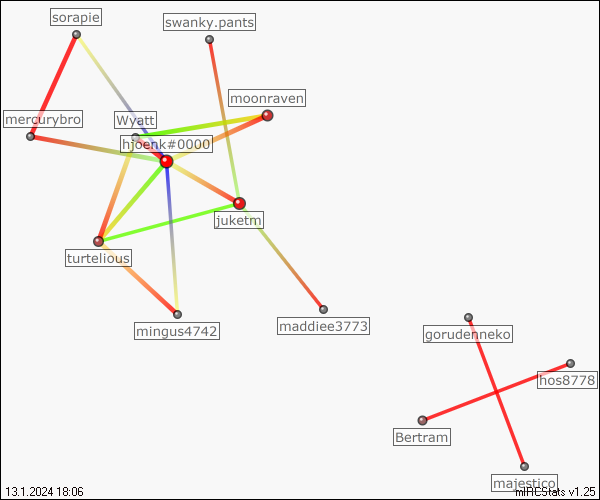 sorapie
swanky.pants
moonraven
mercurybro
Wyatt
hjoenk#0000
juketm
turtelious
mingus4742
maddiee3773
gorudenneko
hos8778
Bertram
majestico
13.1.2024 18:06
mIRCStats v1.25